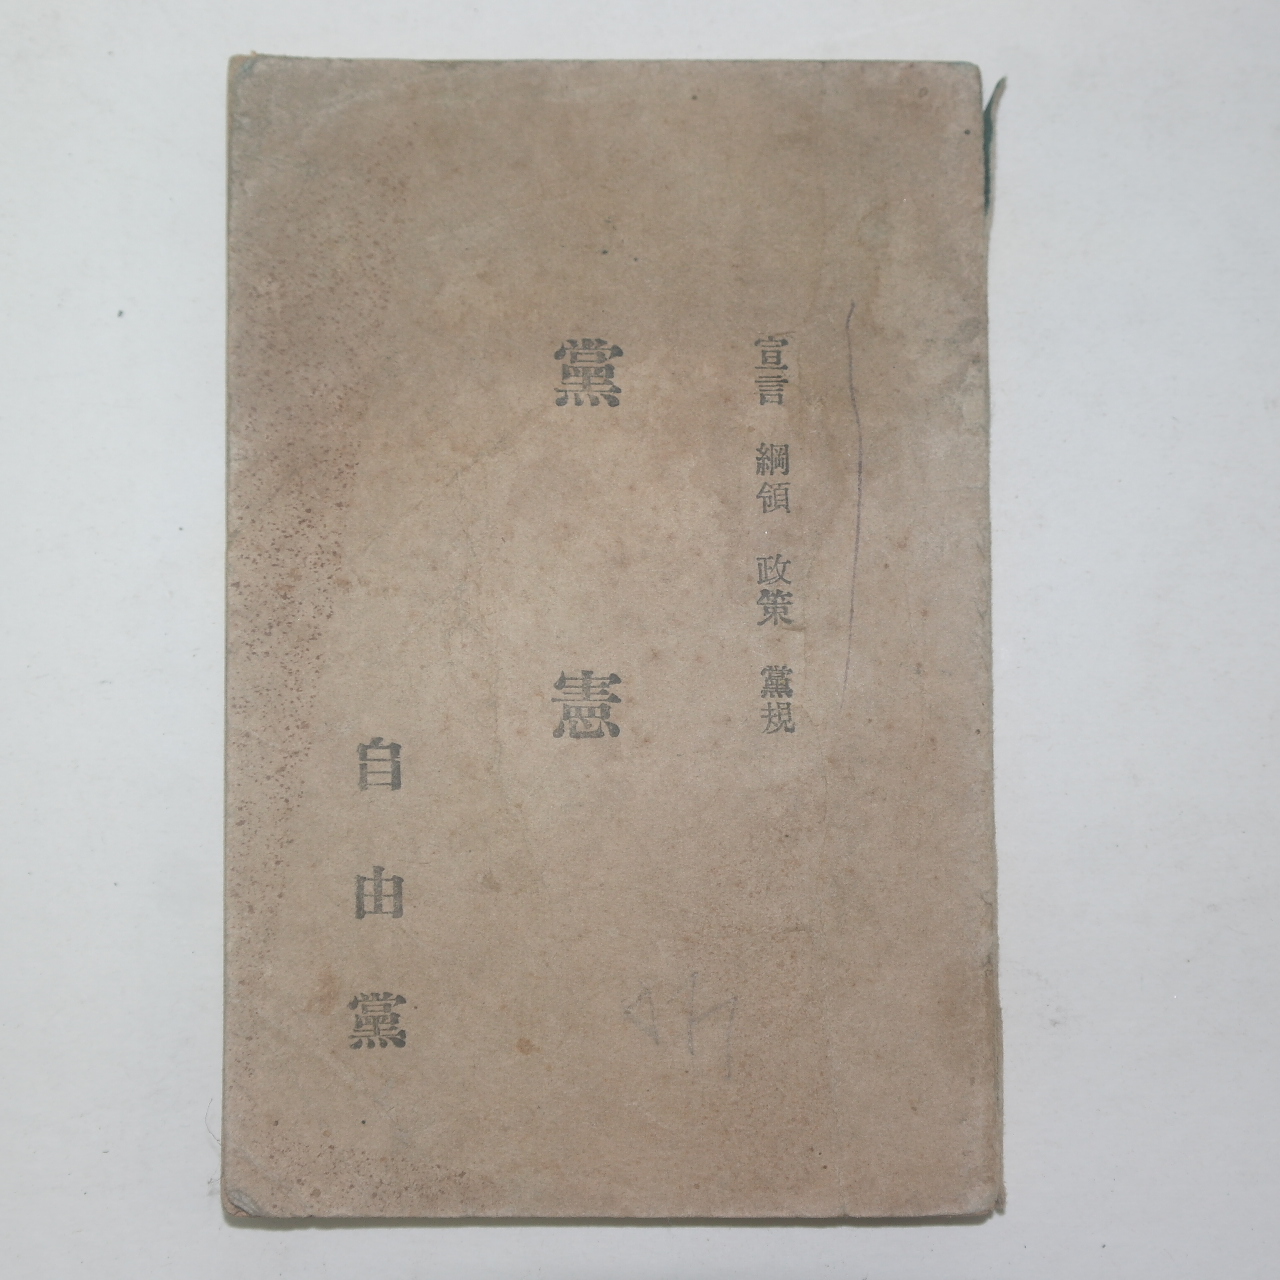 宣言 綱領 政策 黨規
黨憲
自由黨